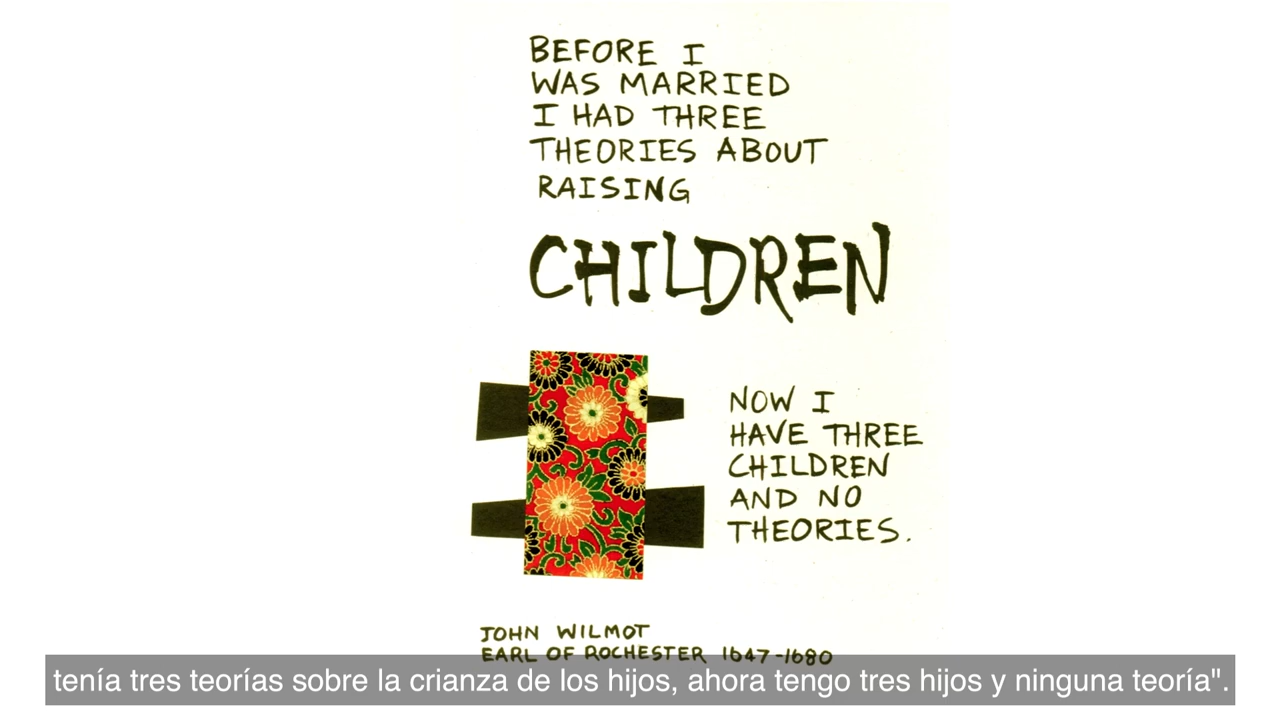 BEFORE I
WAS MARRIED
I HAD THREE
THEORIES ABOUT
RAISING
CHILDREN
NOW I
HAVE THREE
CHILDREN
AND NO
THEORIES.
JOHN WILMOT
EARL OF ROCHESTER 1647-1680
tenía tres teorías sobre la crianza de los hijos, ahora tengo tres hijos y ninguna teoría".